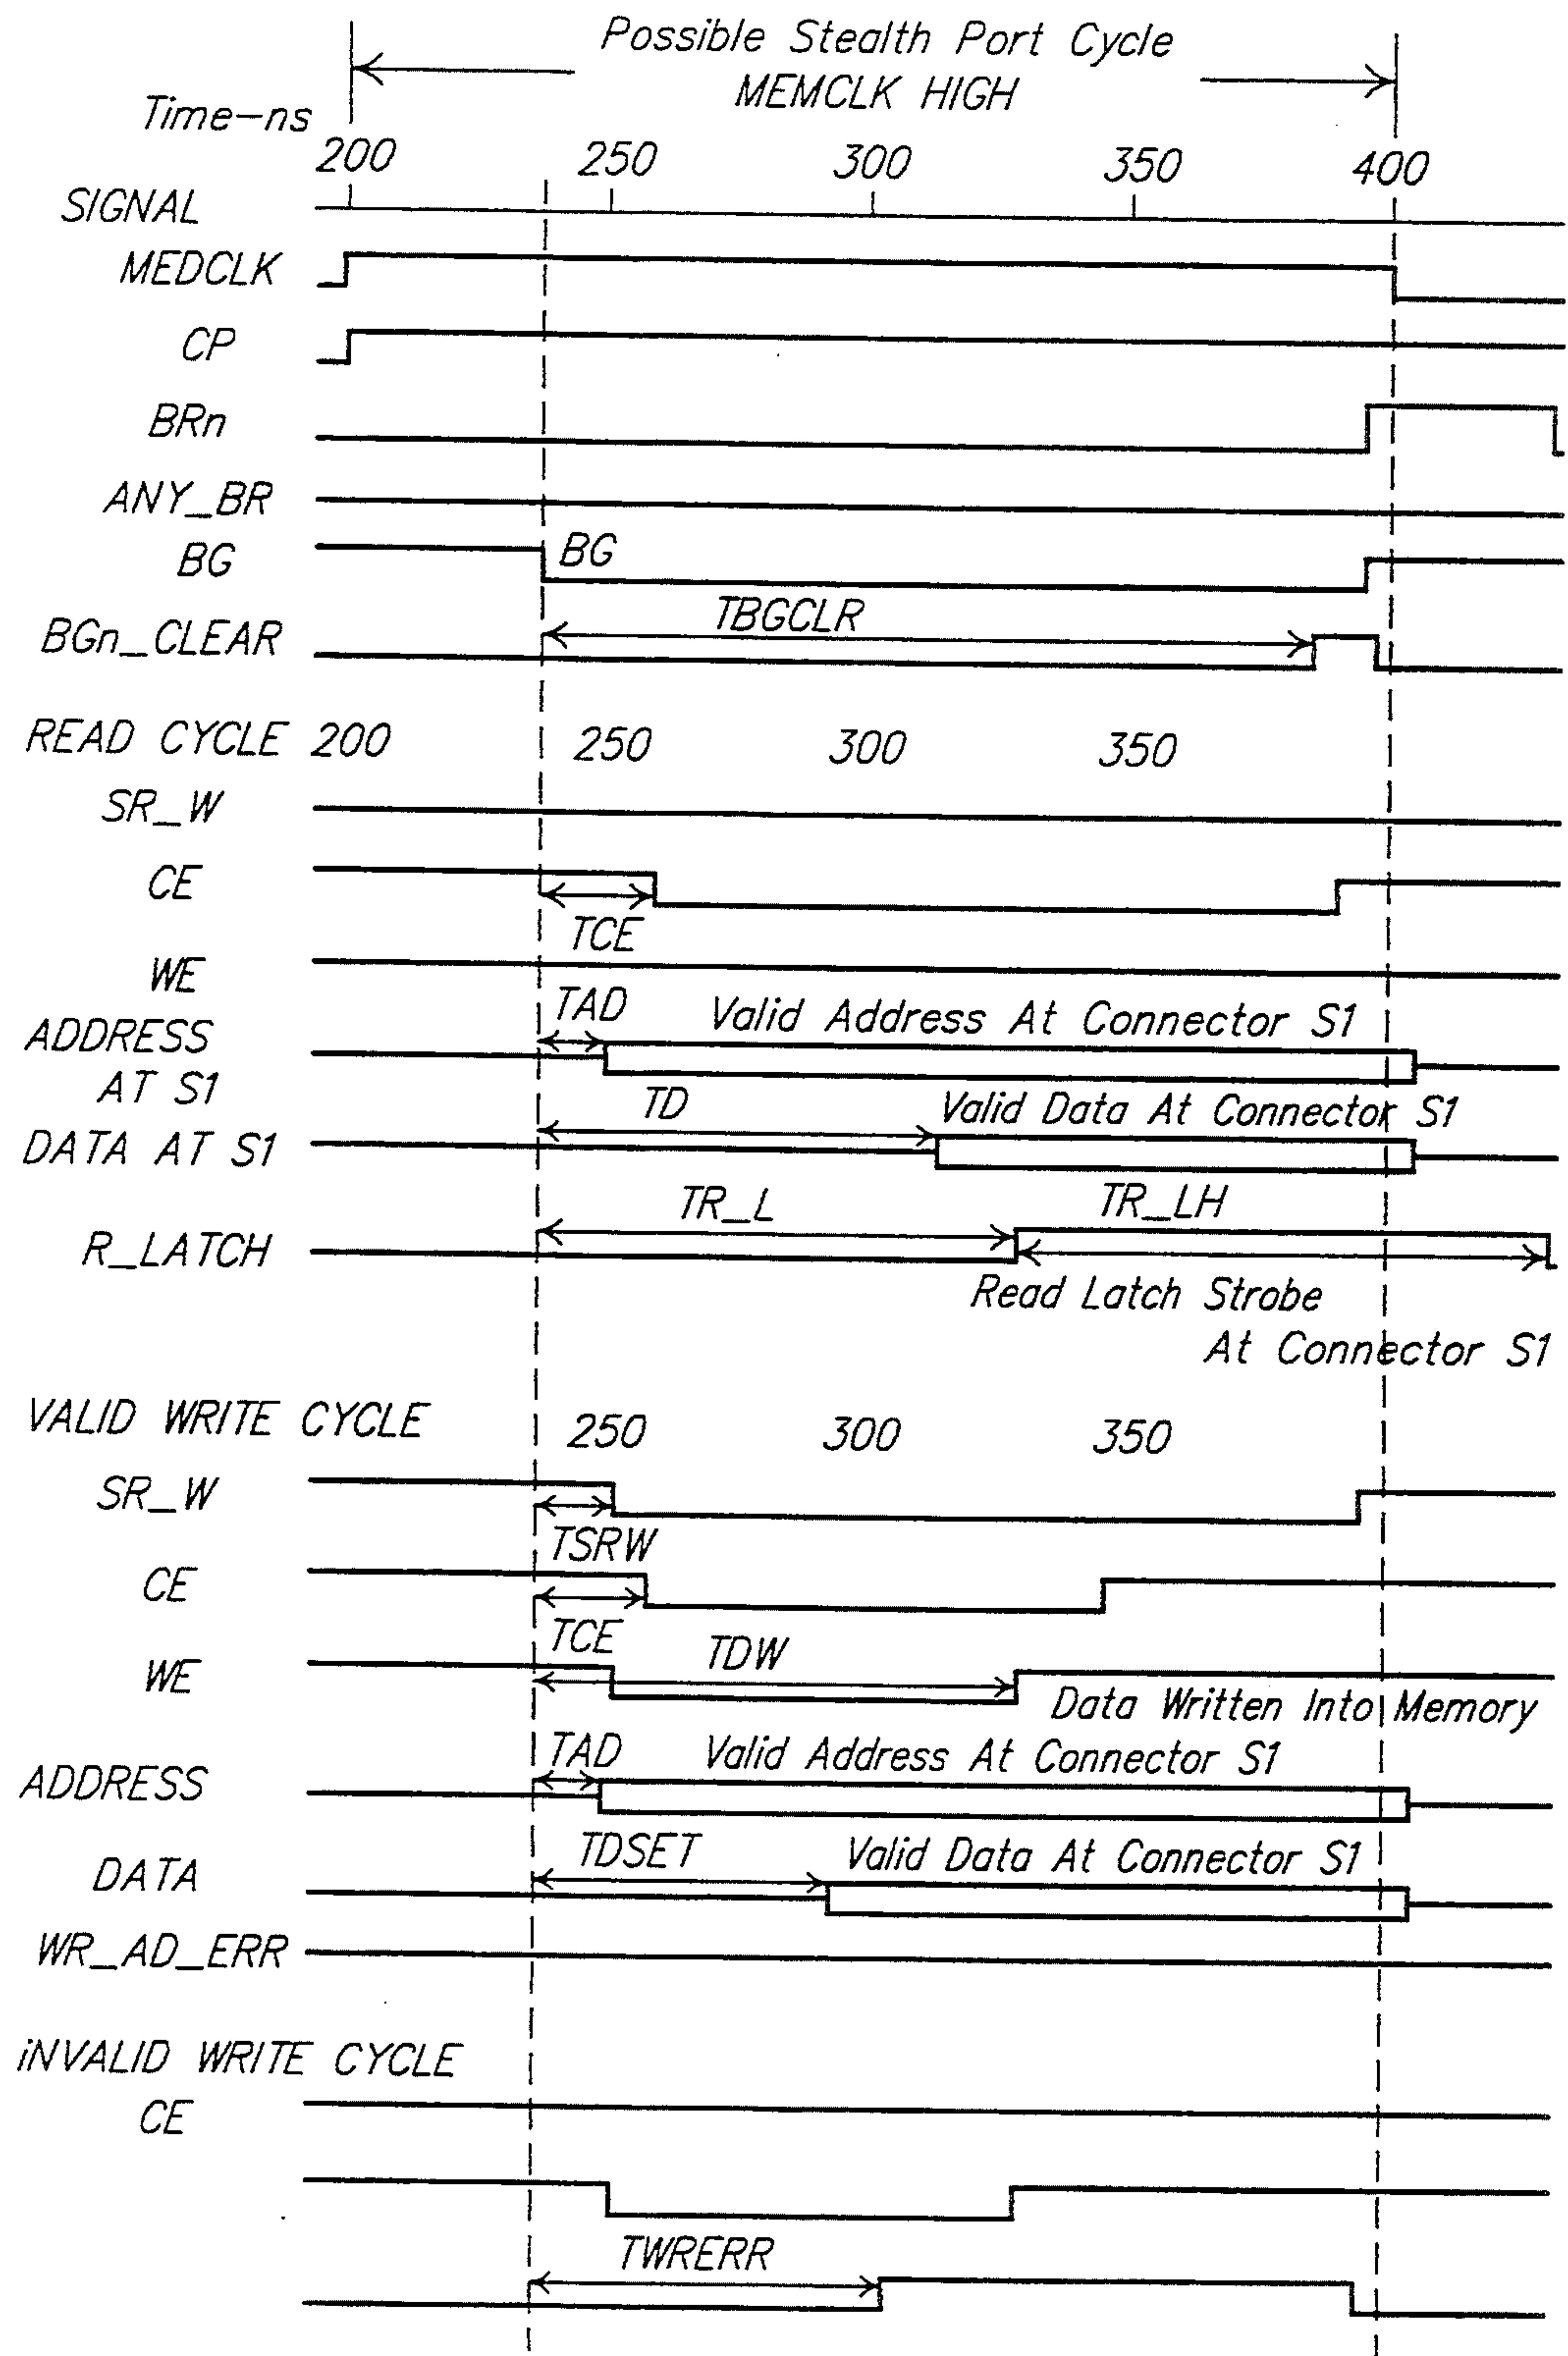 Possible Stealth Port Cycle
MEMCLK HIGH
Time-ns
200 250 300 350 400
SIGNAL
MEDCLK
CP
BRn
ANY_BR
BG BG
TBGCLR
BGn_CLEAR
READ CYCLE 200 250 300 350
SR_W
CE
TCE
WE
TAD Valid Address At Connector S1
ADDRESS
AT S1
TD Valid Data At Connector S1
DATA AT S1
TR_L TR_LH
R_LATCH
Read Latch Strobe
At Connector S1
VALID WRITE CYCLE 250 300 350
SR_W
TSRW
CE
TCE TDW
WE
Data Written Into Memory
TAD Valid Address At Connector S1
ADDRESS
TDSET Valid Data At Connector S1
DATA
WR_AD_ERR
iNVALID WRITE CYCLE
CE
TWRERR